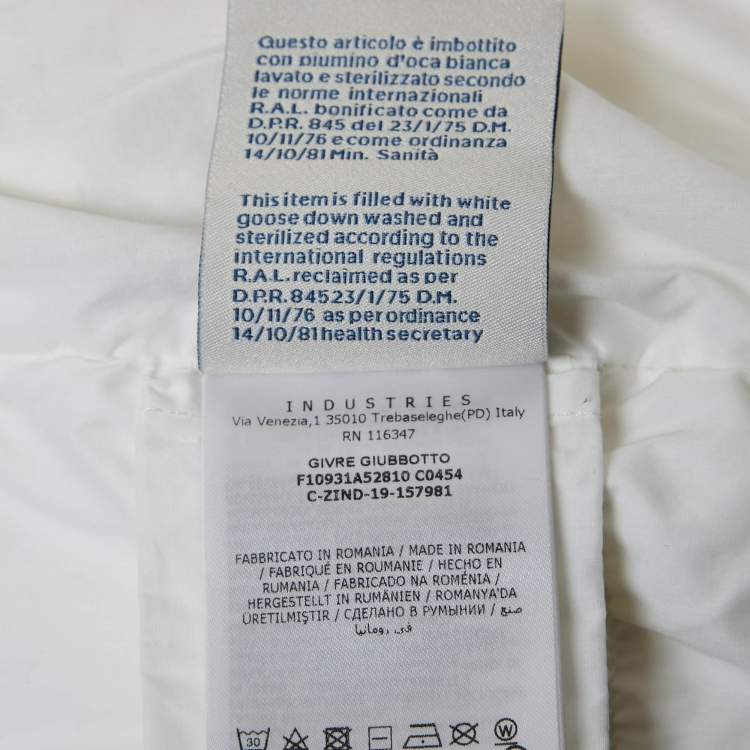 Questo articolo è imbottito
con piumino d'oca bianca
lavato e sterilizzato secondo
le norme internazionali
R.A.L. bonificato come da
D.P.R. 845 del 23/1/75 D.M.
10/11/76 e come ordinanza
14/10/81 Min. Sanità
This item is filled with white
goose down washed and
sterilized according to the
international regulations
R.A.L. reclaimed as per
D.P.R. 84523/1/75 D.M.
10/11/76 as per ordinance
14/10/81 health secretary
INDUSTRIES
Via Venezia,1 35010 Trebaseleghe(PD) Italy
RN 116347
GIVRE GIUBBOTTO
F10931A52810 C0454
C-ZIND-19-157981
FABBRICATO IN ROMANIA / MADE IN ROMANIA
/ FABRIQUÉ EN ROUMANIE / HECHO EN
RUMANIA / FABRICADO NA ROMÉNIA /
HERGESTELLT IN RUMÄNIEN / ROMANYA'DA
ÜRETILMIŞTIR / СДЕЛАНО В РУМЫНИИ / صنع
في رومانيا
30
W